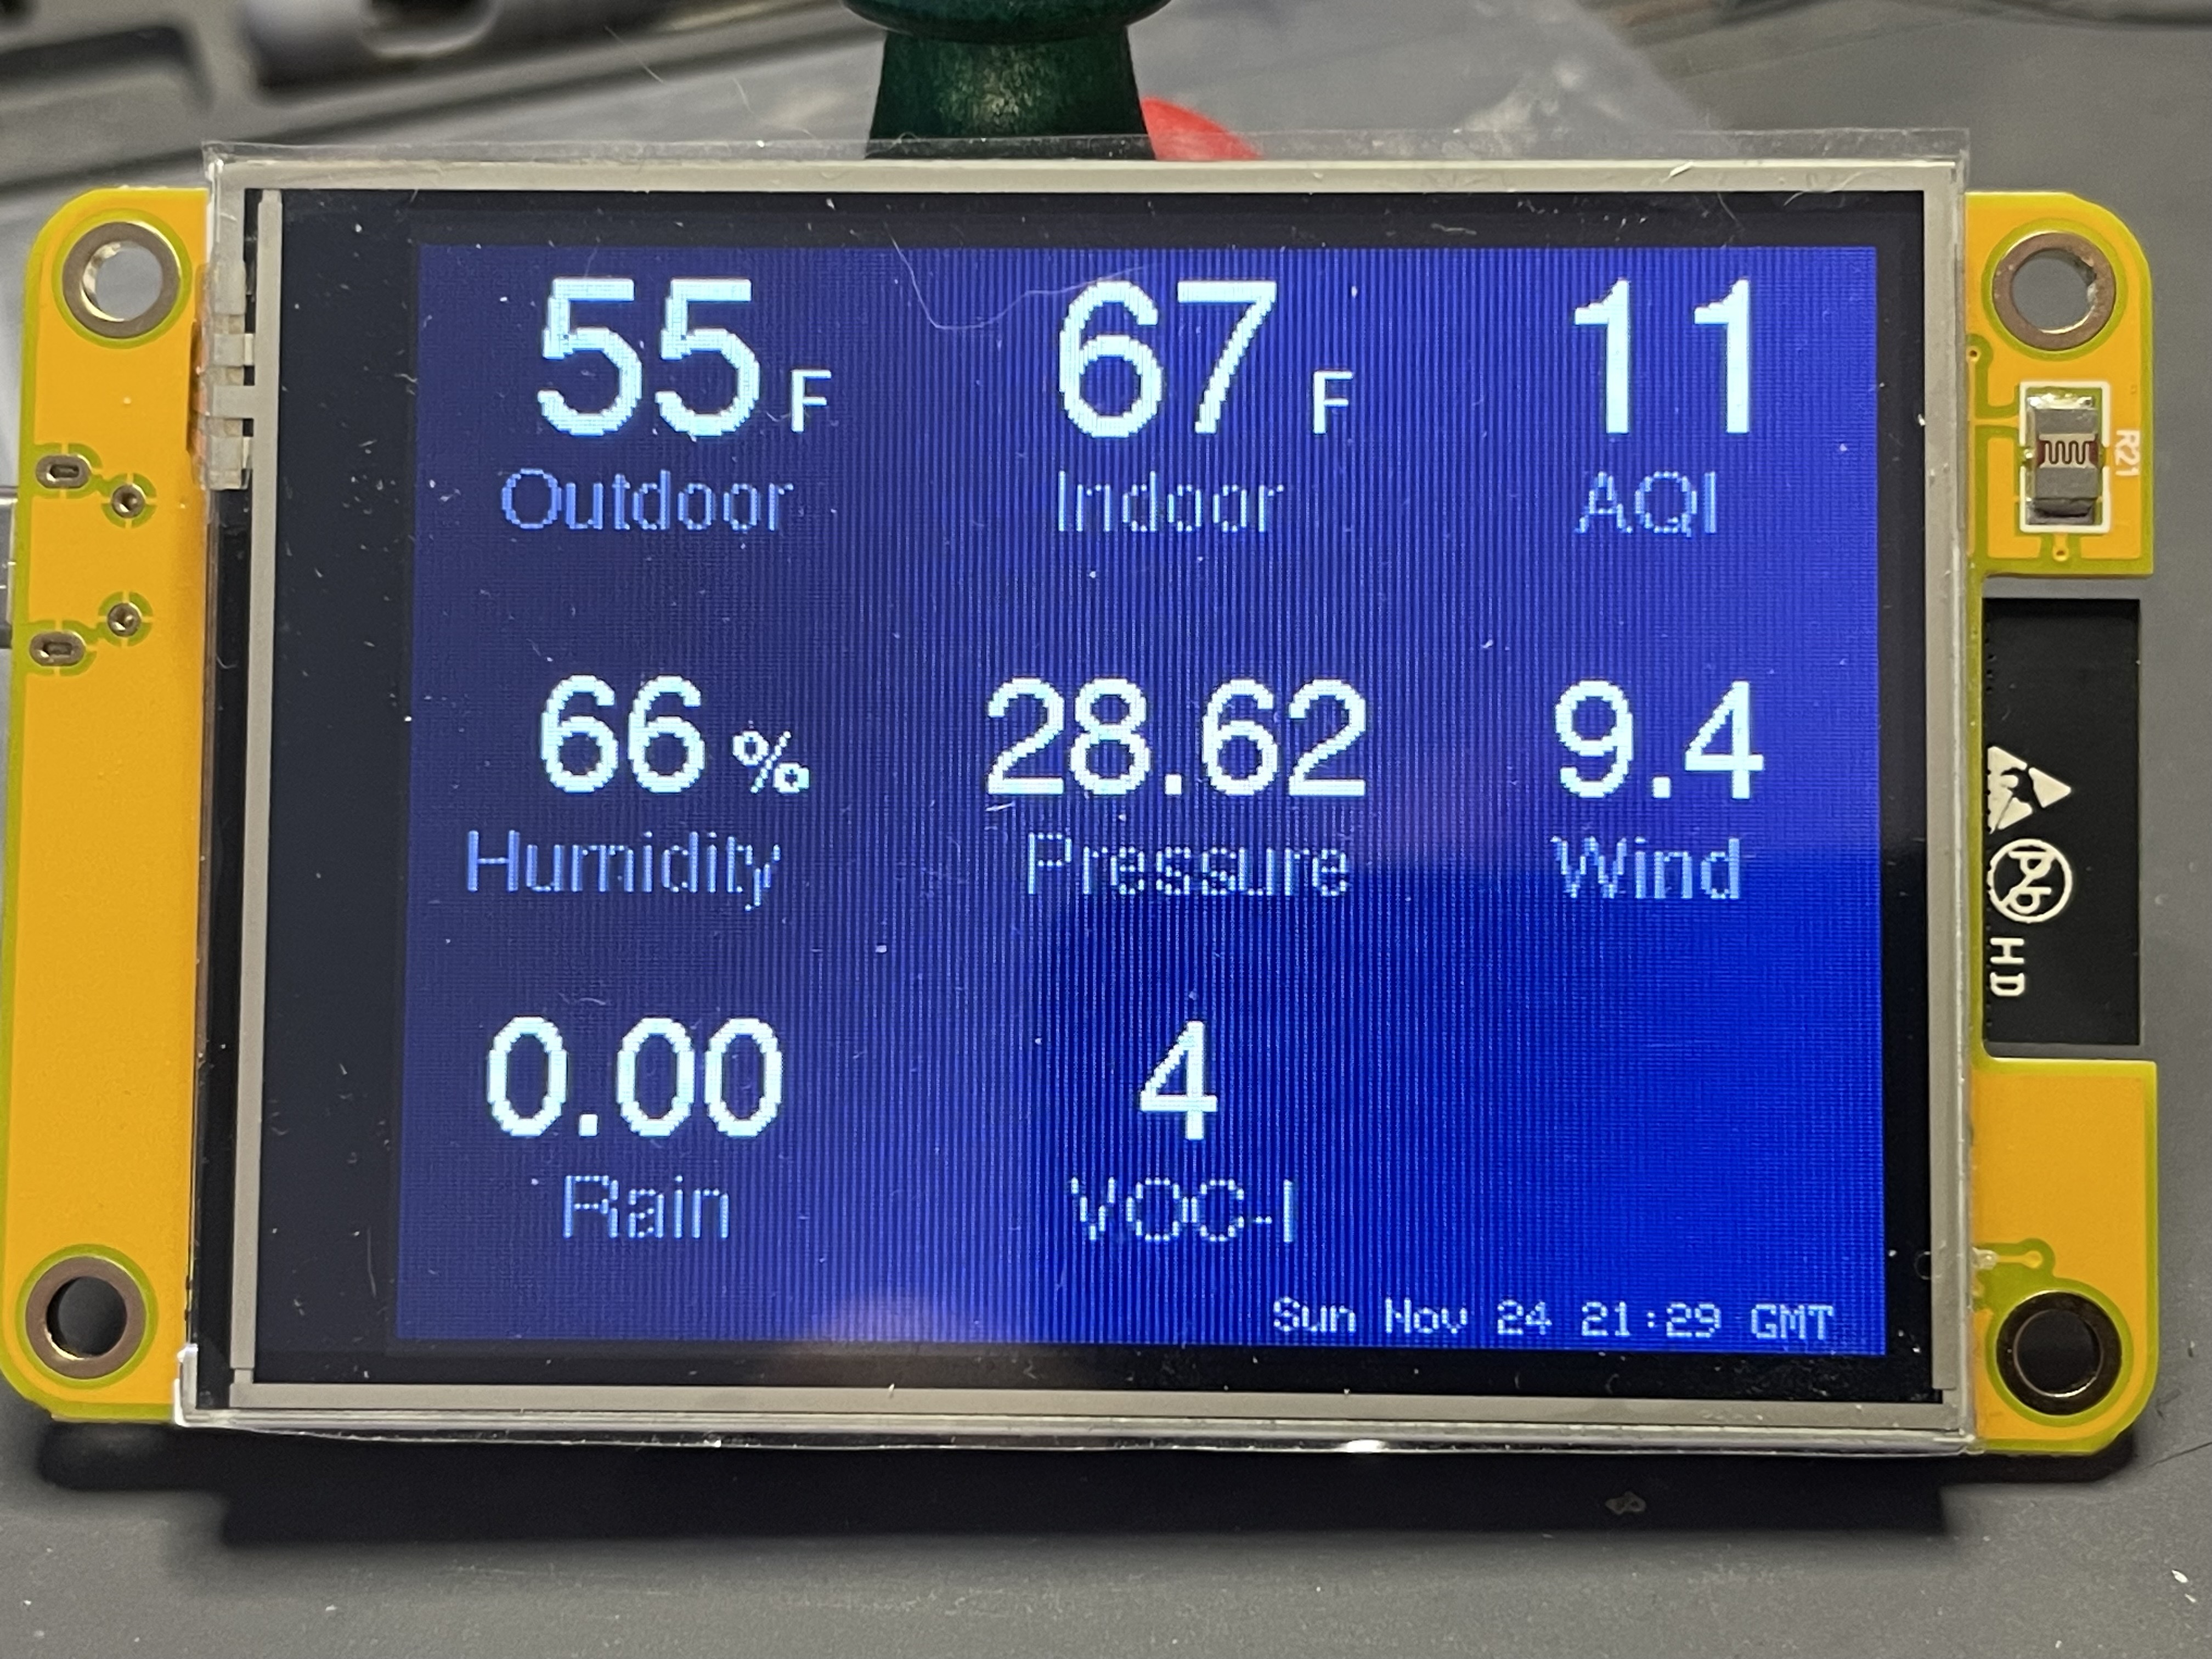 55 F 67 F 11
Outdoor Indoor AQI
66 % 28.62 9.4
Humidity Pressure Wind
0.00 4
Rain VOC-I
Sun Nov 24 21:29 GMT
R21
Pb
HD